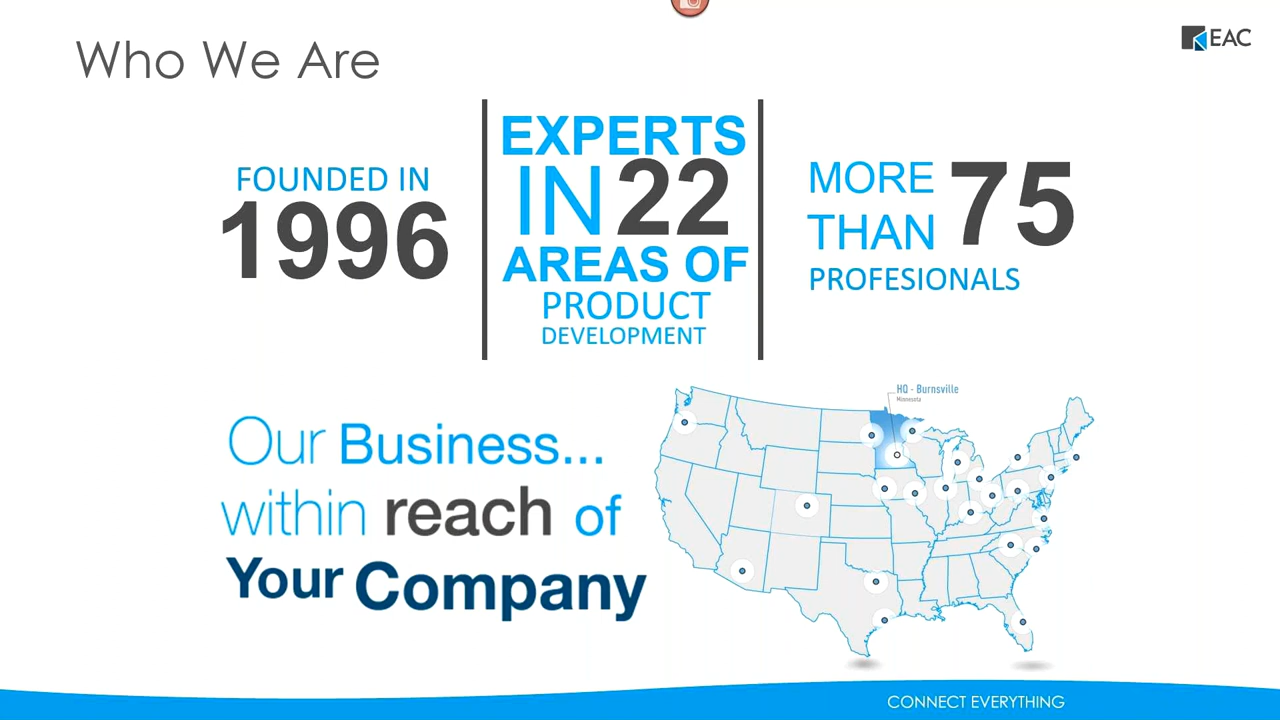 Who We Are
EAC
FOUNDED IN
1996
EXPERTS
IN 22
AREAS OF
PRODUCT
DEVELOPMENT
MORE
THAN 75
PROFESIONALS
Our Business...
within reach of
Your Company
HQ - Burnsville
Minnesota
CONNECT EVERYTHING